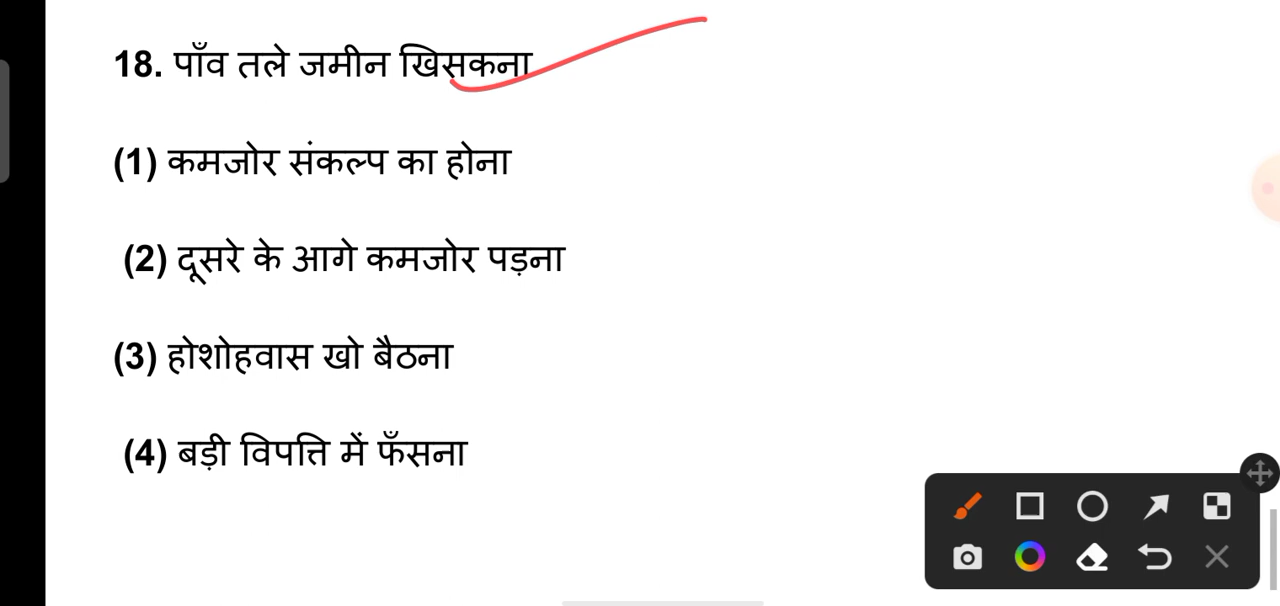 18. पाँव तले जमीन खिसकना
(1) कमजोर संकल्प का होना
(2) दूसरे के आगे कमजोर पड़ना
(3) होशोहवास खो बैठना
(4) बड़ी विपत्ति में फँसना